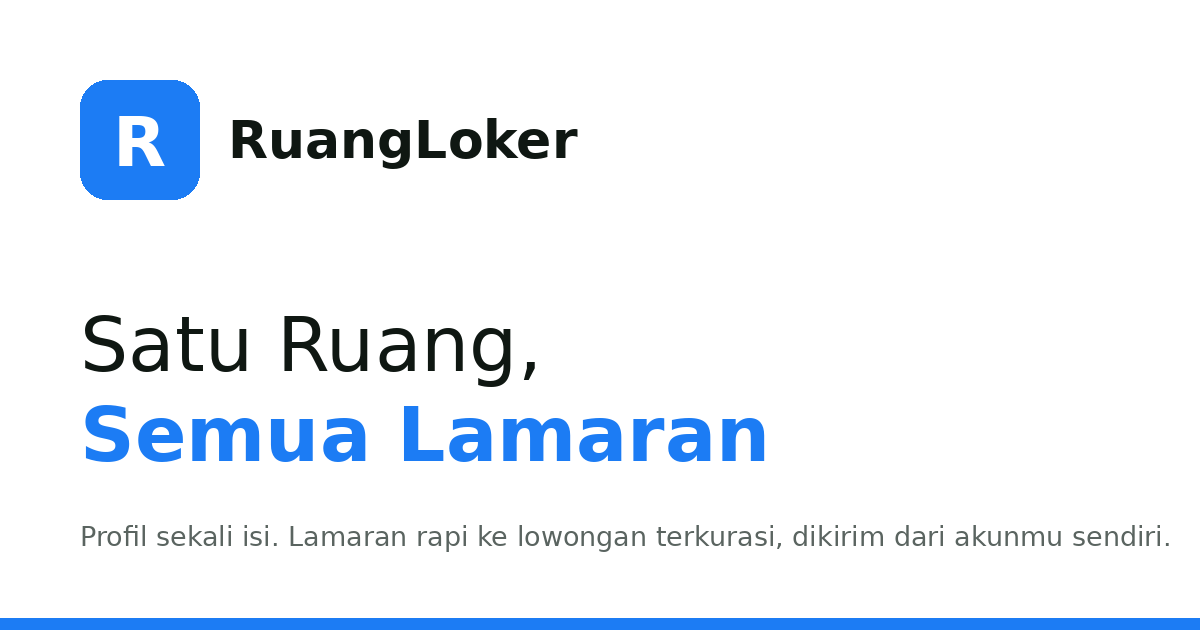 R
RuangLoker
Satu Ruang,
Semua Lamaran
Profil sekali isi. Lamaran rapi ke lowongan terkurasi, dikirim dari akunmu sendiri.